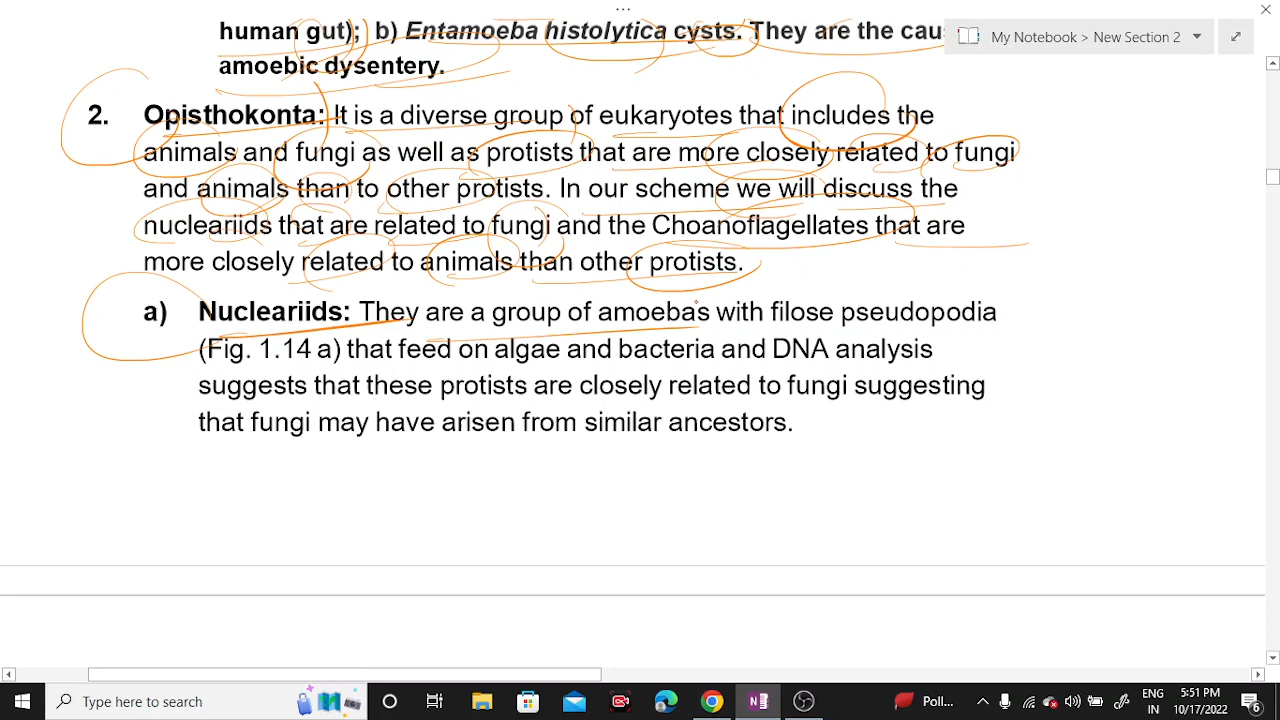 human gut); b) Entamoeba histolytica cysts. They are the cau
My Notebook > New Section 2
amoebic dysentery.
2. Opisthokonta: It is a diverse group of eukaryotes that includes the
animals and fungi as well as protists that are more closely related to fungi
and animals than to other protists. In our scheme we will discuss the
nucleariids that are related to fungi and the Choanoflagellates that are
more closely related to animals than other protists.
a) Nucleariids: They are a group of amoebas with filose pseudopodia
(Fig. 1.14 a) that feed on algae and bacteria and DNA analysis
suggests that these protists are closely related to fungi suggesting
that fungi may have arisen from similar ancestors.
Type here to search
Poll...
ENG
IN
5:51 PM
10/17/2022
6